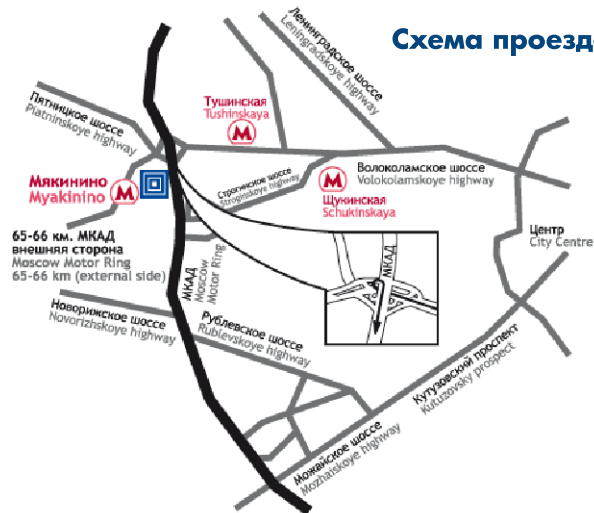 Схема проезд
Ленинградское шоссе
Leningradskoye highway
Пятницкое шоссе
Piatninskoye highway
Тушинская
Tushinskaya
М
Мякинино
Myakinino
М
Строгинское шоссе
Stroginskoye highway
М
Щукинская
Schukinskaya
Волоколамское шоссе
Volokolamskoye highway
Центр
City Centre
65-66 км. МКАД
внешняя сторона
Moscow Motor Ring
65-66 km (external side)
МКАД
Moscow
Motor Ring
МКАД
Новорижское шоссе
Novorizhskoye highway
Рублевское шоссе
Rublevskoye highway
Кутузовский проспект
Kutuzovsky prospect
Можайское шоссе
Mozhaiskoye highway